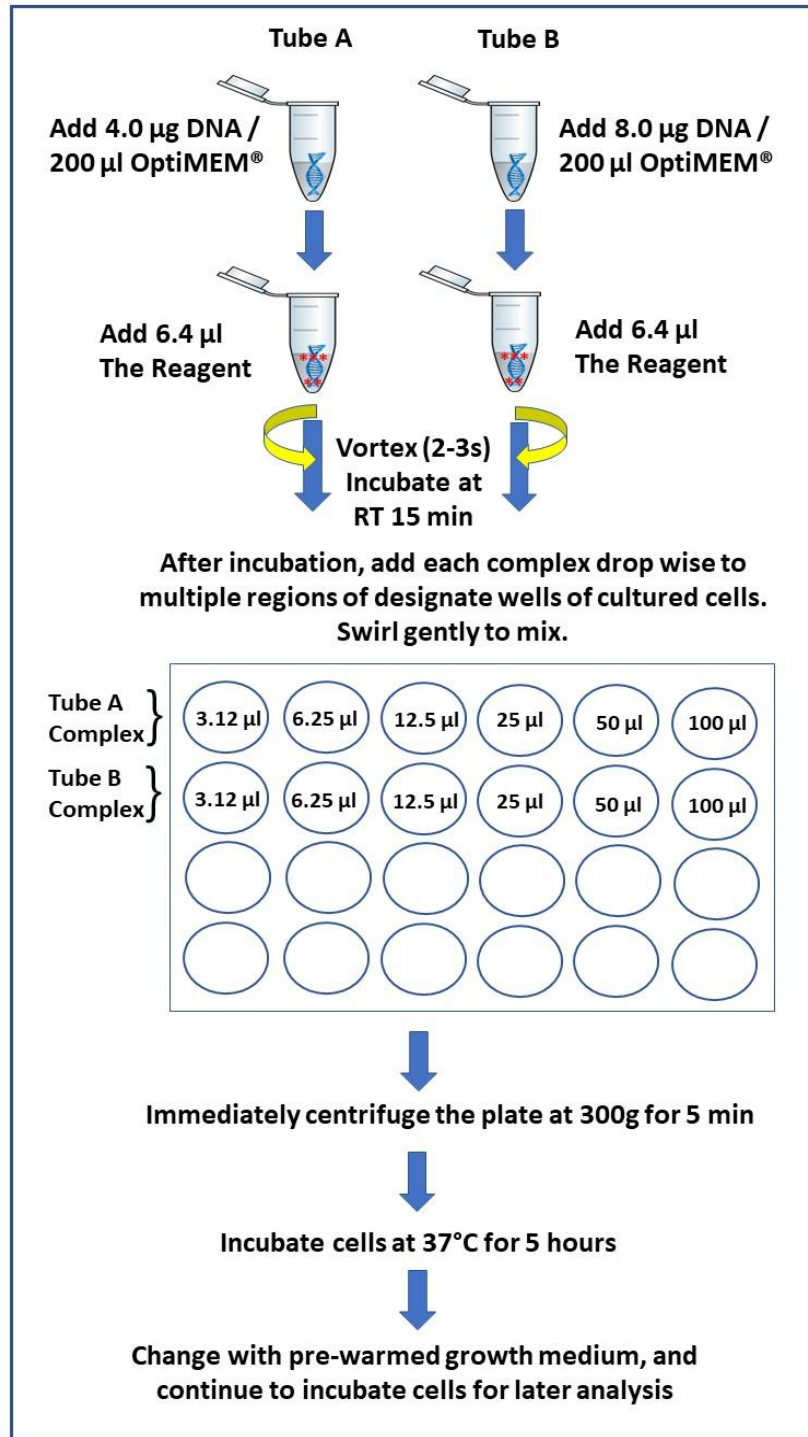 Tube A
Tube B
Add 4.0 µg DNA /
200 µl OptiMEM®
Add 8.0 µg DNA /
200 µl OptiMEM®
Add 6.4 µl
The Reagent
Add 6.4 µl
The Reagent
Vortex (2-3s)
Incubate at
RT 15 min
After incubation, add each complex drop wise to
multiple regions of designate wells of cultured cells.
Swirl gently to mix.
Tube A
Complex
3.12 µl 6.25 µl 12.5 µl 25 µl 50 µl 100 µl
Tube B
Complex
3.12 µl 6.25 µl 12.5 µl 25 µl 50 µl 100 µl
Immediately centrifuge the plate at 300g for 5 min
Incubate cells at 37°C for 5 hours
Change with pre-warmed growth medium, and
continue to incubate cells for later analysis